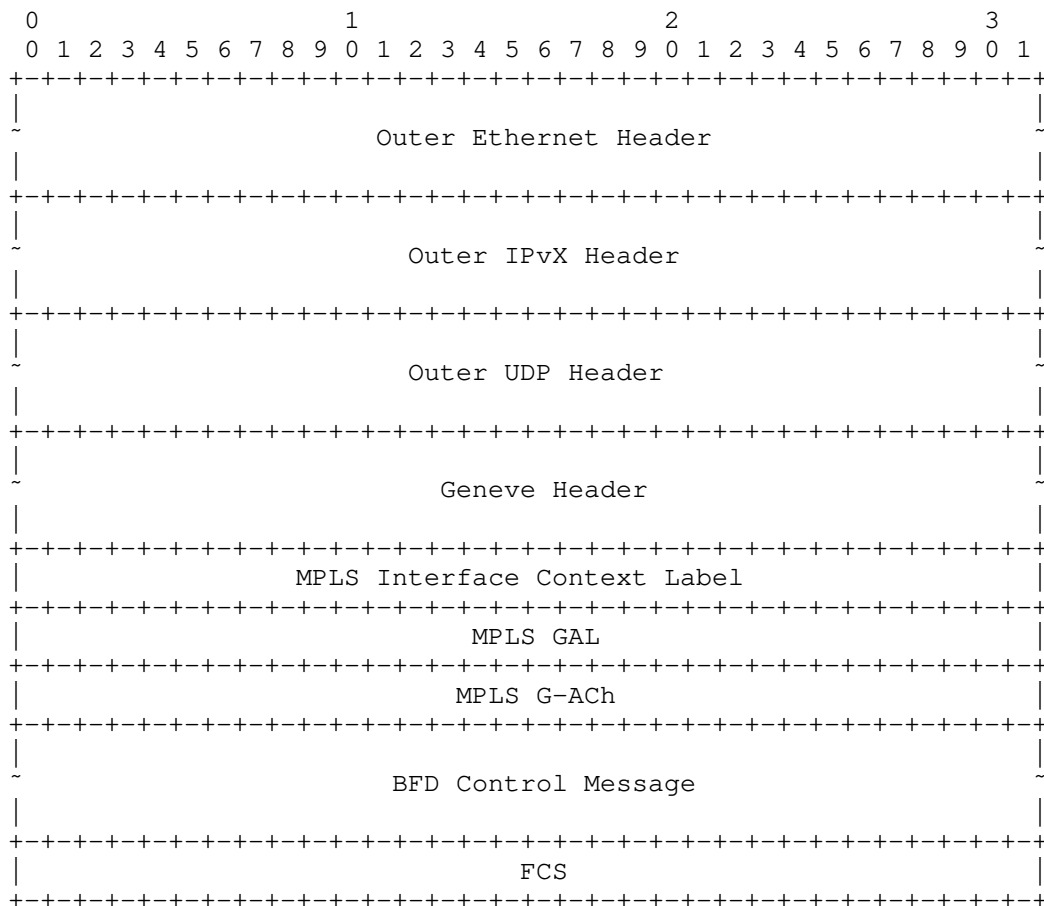 0                   1                   2                   3
 0 1 2 3 4 5 6 7 8 9 0 1 2 3 4 5 6 7 8 9 0 1 2 3 4 5 6 7 8 9 0 1
+-+-+-+-+-+-+-+-+-+-+-+-+-+-+-+-+-+-+-+-+-+-+-+-+-+-+-+-+-+-+-+-+
|                                                               |
~                      Outer Ethernet Header                    ~
|                                                               |
+-+-+-+-+-+-+-+-+-+-+-+-+-+-+-+-+-+-+-+-+-+-+-+-+-+-+-+-+-+-+-+-+
|                                                               |
~                        Outer IPvX Header                      ~
|                                                               |
+-+-+-+-+-+-+-+-+-+-+-+-+-+-+-+-+-+-+-+-+-+-+-+-+-+-+-+-+-+-+-+-+
|                                                               |
~                        Outer UDP Header                       ~
|                                                               |
+-+-+-+-+-+-+-+-+-+-+-+-+-+-+-+-+-+-+-+-+-+-+-+-+-+-+-+-+-+-+-+-+
|                                                               |
~                          Geneve Header                        ~
|                                                               |
+-+-+-+-+-+-+-+-+-+-+-+-+-+-+-+-+-+-+-+-+-+-+-+-+-+-+-+-+-+-+-+-+
|                 MPLS Interface Context Label                  |
+-+-+-+-+-+-+-+-+-+-+-+-+-+-+-+-+-+-+-+-+-+-+-+-+-+-+-+-+-+-+-+-+
|                            MPLS GAL                           |
+-+-+-+-+-+-+-+-+-+-+-+-+-+-+-+-+-+-+-+-+-+-+-+-+-+-+-+-+-+-+-+-+
|                           MPLS G-ACh                          |
+-+-+-+-+-+-+-+-+-+-+-+-+-+-+-+-+-+-+-+-+-+-+-+-+-+-+-+-+-+-+-+-+
|                                                               |
~                       BFD Control Message                     ~
|                                                               |
+-+-+-+-+-+-+-+-+-+-+-+-+-+-+-+-+-+-+-+-+-+-+-+-+-+-+-+-+-+-+-+-+
|                               FCS                             |
+-+-+-+-+-+-+-+-+-+-+-+-+-+-+-+-+-+-+-+-+-+-+-+-+-+-+-+-+-+-+-+-+